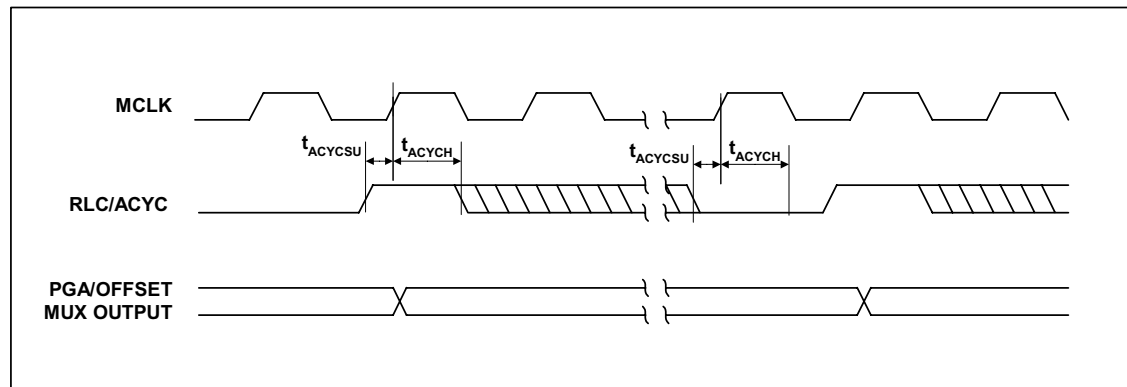 MCLK
tACYCSU
tACYCH
tACYCSU
tACYCH
RLC/ACYC
PGA/OFFSET
MUX OUTPUT